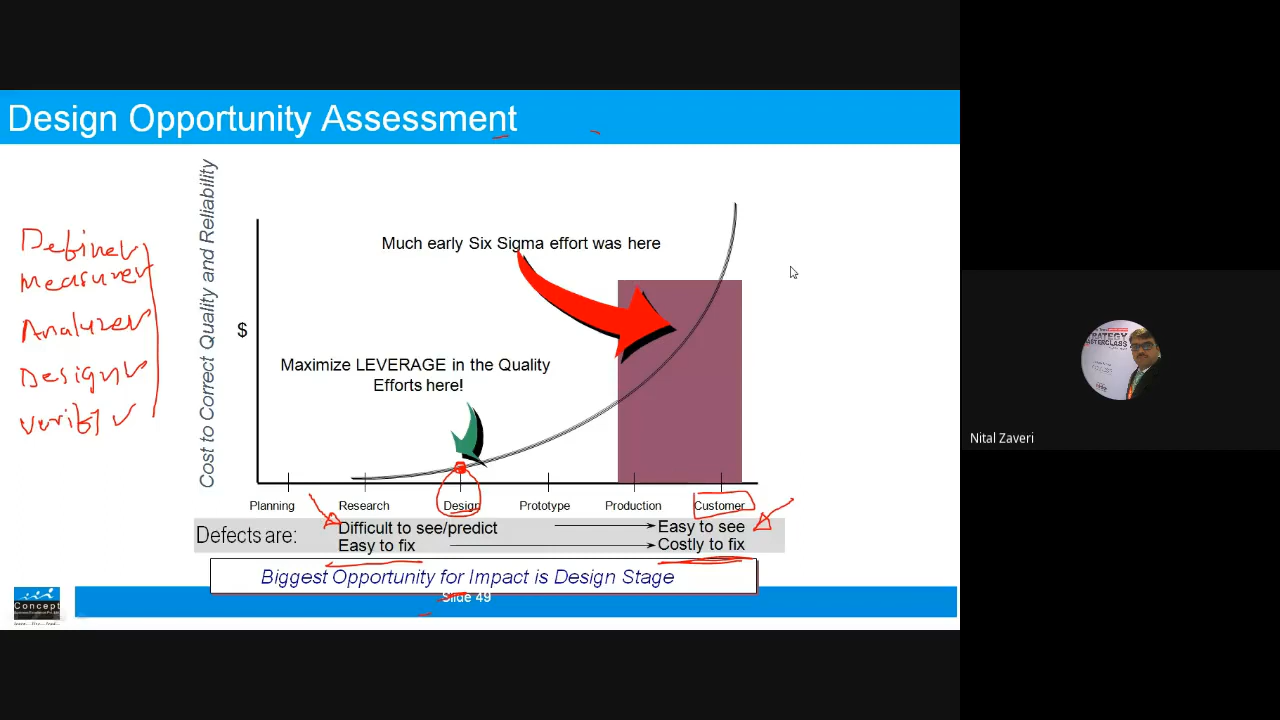 Design Opportunity Assessment
Cost to Correct Quality and Reliability
Define
Measure
Analyze
Design
Verify
$
Much early Six Sigma effort was here
Maximize LEVERAGE in the Quality
Efforts here!
Planning Research Design Prototype Production Customer
Defects are:
Difficult to see/predict Easy to see
Easy to fix Costly to fix
Biggest Opportunity for Impact is Design Stage
Slide 49
Concept
Nital Zaveri